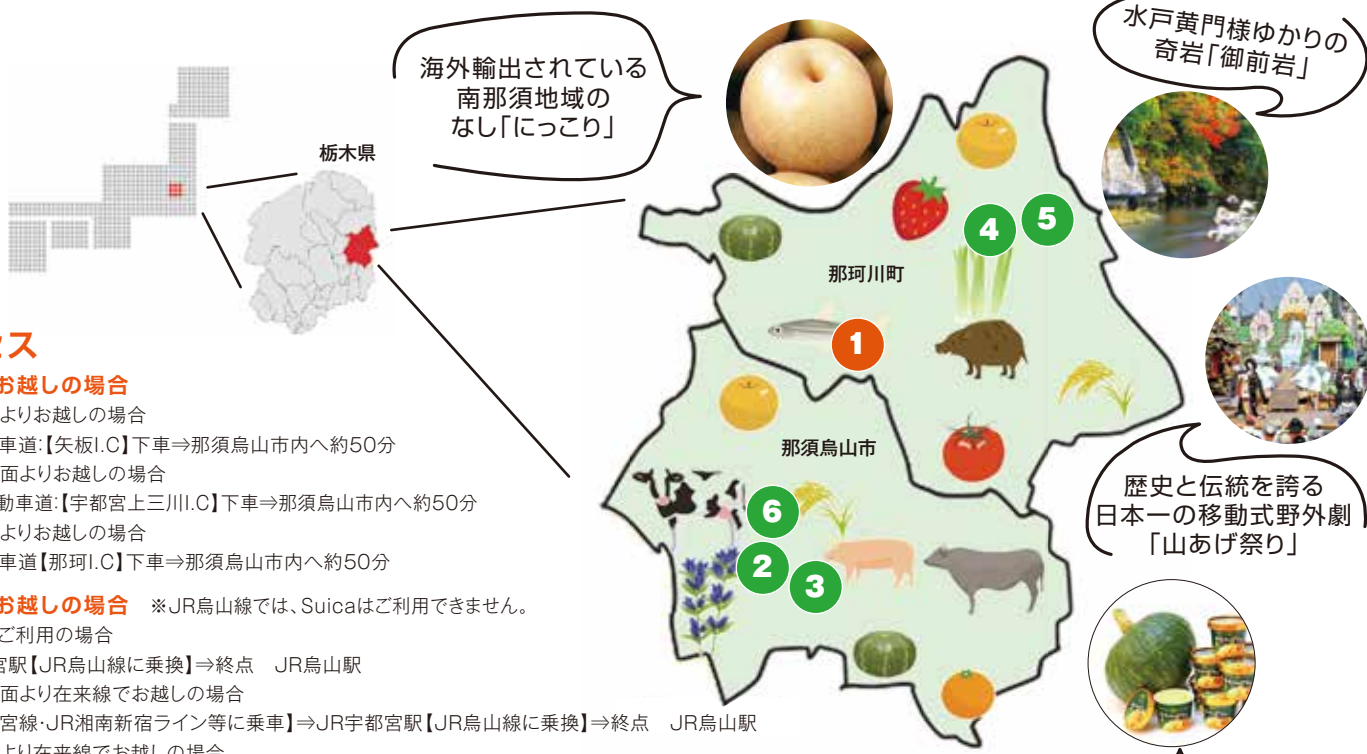 海外輸出されている
南那須地域の
なし「にっこり」
水戸黄門様ゆかりの
奇岩「御前岩」
栃木県
那珂川町
4
5
1
那須烏山市
6
2
3
歴史と伝統を誇る
日本一の移動式野外劇
「山あげ祭り」
セス
お越しの場合
よりお越しの場合
車道:【矢板I.C】下車⇒那須烏山市内へ約50分
面よりお越しの場合
動車道:【宇都宮上三川I.C】下車⇒那須烏山市内へ約50分
よりお越しの場合
車道【那珂I.C】下車⇒那須烏山市内へ約50分
お越しの場合 ※JR烏山線では、Suicaはご利用できません。
ご利用の場合
宮駅【JR烏山線に乗換】⇒終点 JR烏山駅
面より在来線でお越しの場合
宮線・JR湘南新宿ライン等に乗車】⇒JR宇都宮駅【JR烏山線に乗換】⇒終点 JR烏山駅
より在来線でお越しの場合